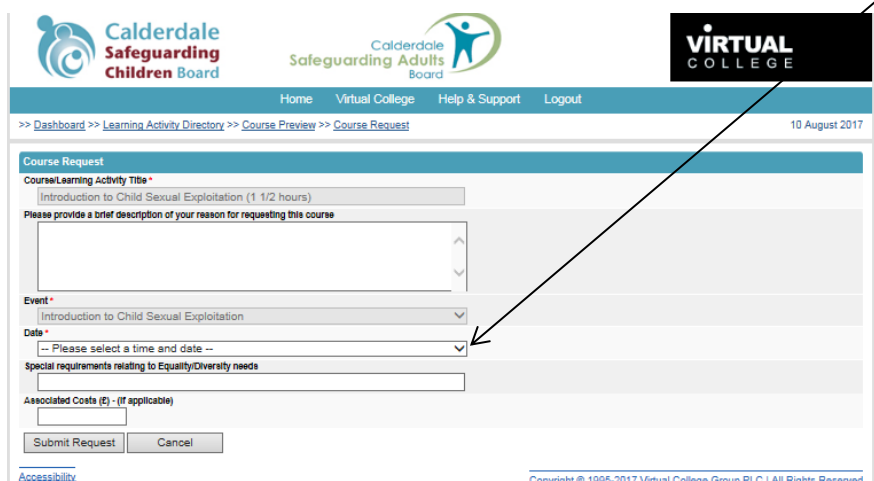 Calderdale
Safeguarding
Children Board
Calderdale
Safeguarding Adults
Board
VIRTUAL
COLLEGE
Home Virtual College Help & Support Logout
>> Dashboard >> Learning Activity Directory >> Course Preview >> Course Request 10 August 2017
Course Request
Course/Learning Activity Title *
Introduction to Child Sexual Exploitation (1 1/2 hours)
Please provide a brief description of your reason for requesting this course
Event *
Introduction to Child Sexual Exploitation
Date *
-- Please select a time and date --
Special requirements relating to Equality/Diversity needs
Associated Costs (£) - (if applicable)
Submit Request Cancel
Accessibility Copyright © 1995-2017 Virtual College Group PLC | All Rights Reserved